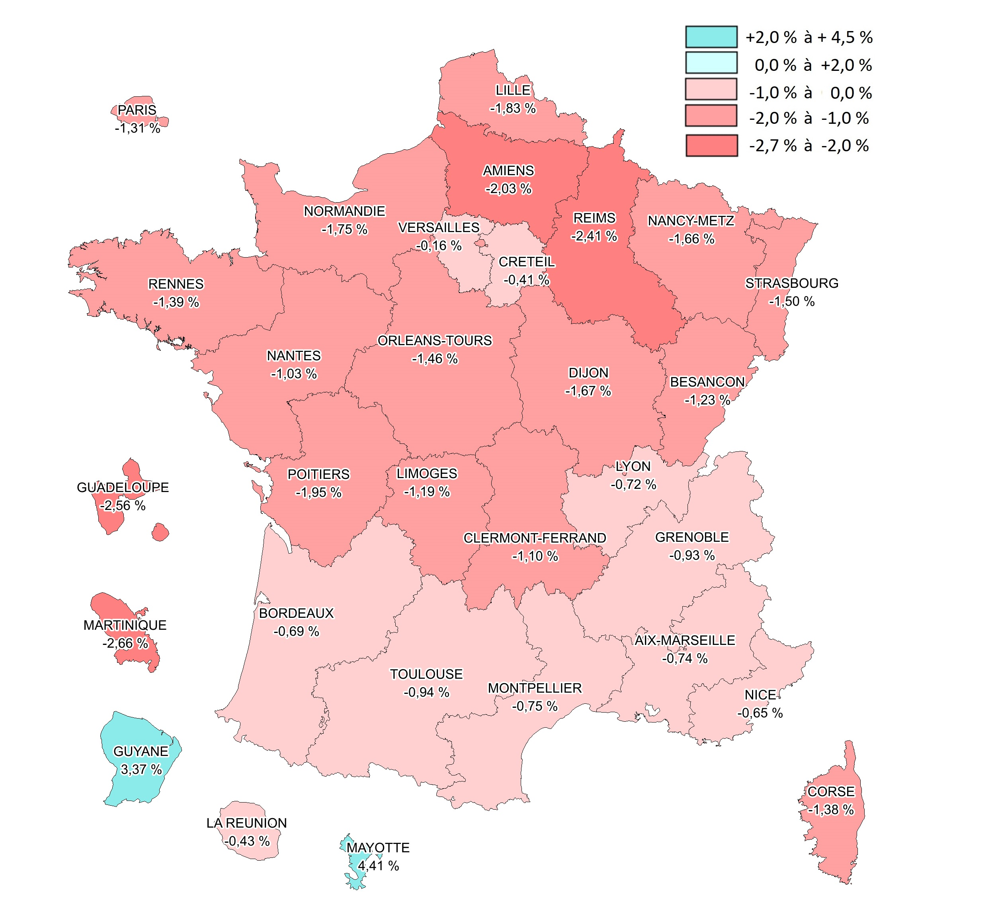 +2,0 % à + 4,5 %
0,0 % à +2,0 %
-1,0 % à 0,0 %
-2,0 % à -1,0 %
-2,7 % à -2,0 %
LILLE
-1,83 %
PARIS
-1,31 %
AMIENS
-2,03 %
NORMANDIE
-1,75 %
VERSAILLES
-0,16 %
REIMS
-2,41 %
NANCY-METZ
-1,66 %
CRETEIL
-0,41 %
RENNES
-1,39 %
STRASBOURG
-1,50 %
ORLEANS-TOURS
-1,46 %
NANTES
-1,03 %
DIJON
-1,67 %
BESANCON
-1,23 %
POITIERS
-1,95 %
LIMOGES
-1,19 %
LYON
-0,72 %
GUADELOUPE
-2,56 %
CLERMONT-FERRAND
-1,10 %
GRENOBLE
-0,93 %
BORDEAUX
-0,69 %
MARTINIQUE
-2,66 %
AIX-MARSEILLE
-0,74 %
TOULOUSE
-0,94 %
MONTPELLIER
-0,75 %
NICE
-0,65 %
GUYANE
3,37 %
CORSE
-1,38 %
LA REUNION
-0,43 %
MAYOTTE
4,41 %